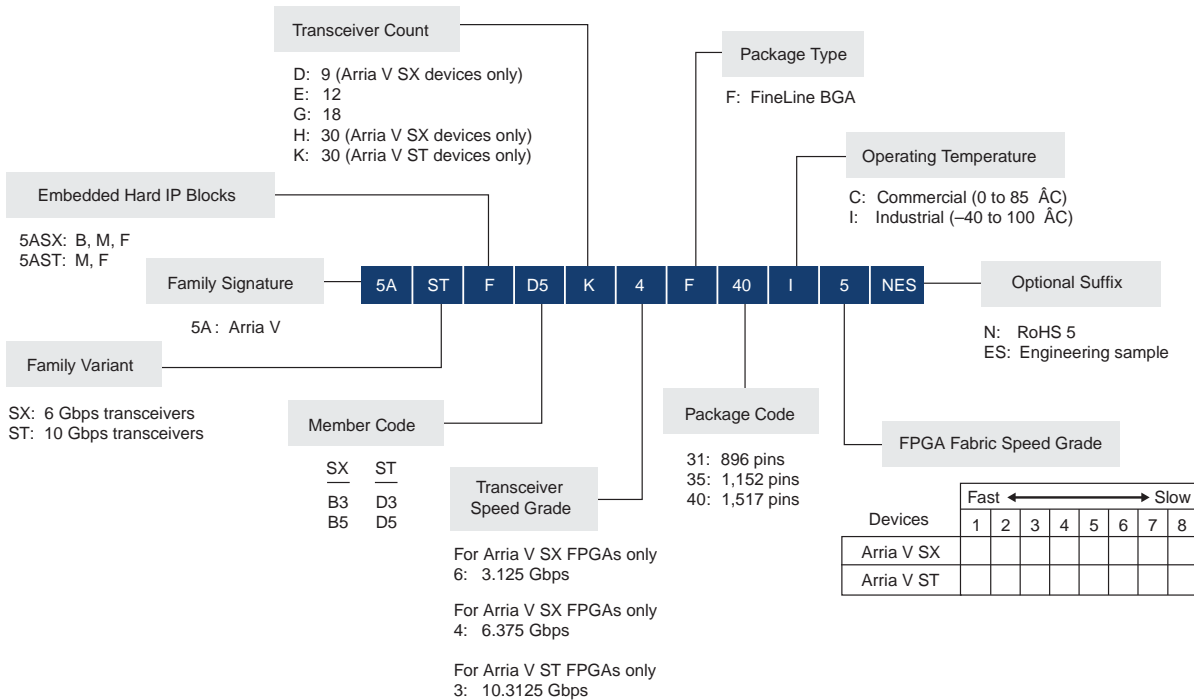 Transceiver Count
D: 9 (Arria V SX devices only)
E: 12
G: 18
H: 30 (Arria V SX devices only)
K: 30 (Arria V ST devices only)
Package Type
F: FineLine BGA
Operating Temperature
C: Commercial (0 to 85 ÂC)
I: Industrial (–40 to 100 ÂC)
Embedded Hard IP Blocks
5ASX: B, M, F
5AST: M, F
Family Signature
5A : Arria V
5A ST F D5 K 4 F 40 I 5 NES
Optional Suffix
N: RoHS 5
ES: Engineering sample
Family Variant
SX: 6 Gbps transceivers
ST: 10 Gbps transceivers
Member Code
SX ST
B3 D3
B5 D5
Transceiver
Speed Grade
For Arria V SX FPGAs only
6: 3.125 Gbps
For Arria V SX FPGAs only
4: 6.375 Gbps
For Arria V ST FPGAs only
3: 10.3125 Gbps
Package Code
31: 896 pins
35: 1,152 pins
40: 1,517 pins
FPGA Fabric Speed Grade
Fast Slow
Devices 1 2 3 4 5 6 7 8
Arria V SX
Arria V ST